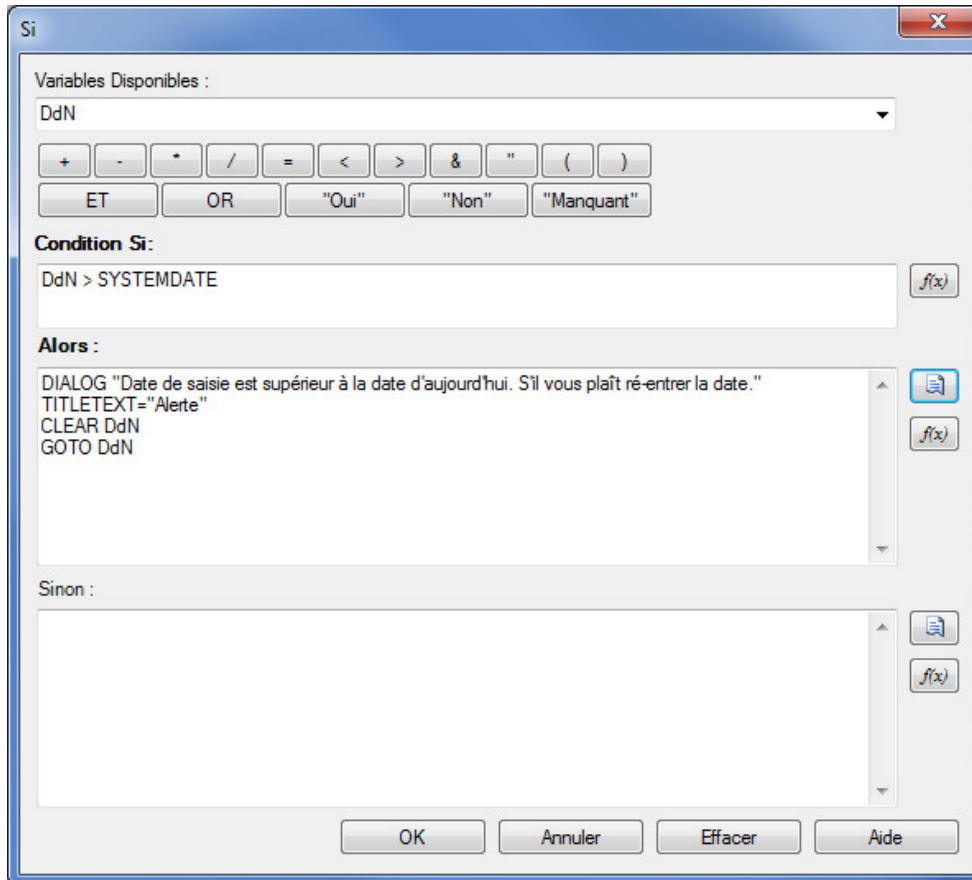 Si
Variables Disponibles :
DdN
+ - * / = < > & " ( )
ET OR "Oui" "Non" "Manquant"
Condition Si:
DdN > SYSTEMDATE
f(x)
Alors :
DIALOG "Date de saisie est supérieur à la date d'aujourd'hui. S'il vous plaît ré-entrer la date."
TITLETEXT="Alerte"
CLEAR DdN
GOTO DdN
f(x)
Sinon :
f(x)
OK Annuler Effacer Aide